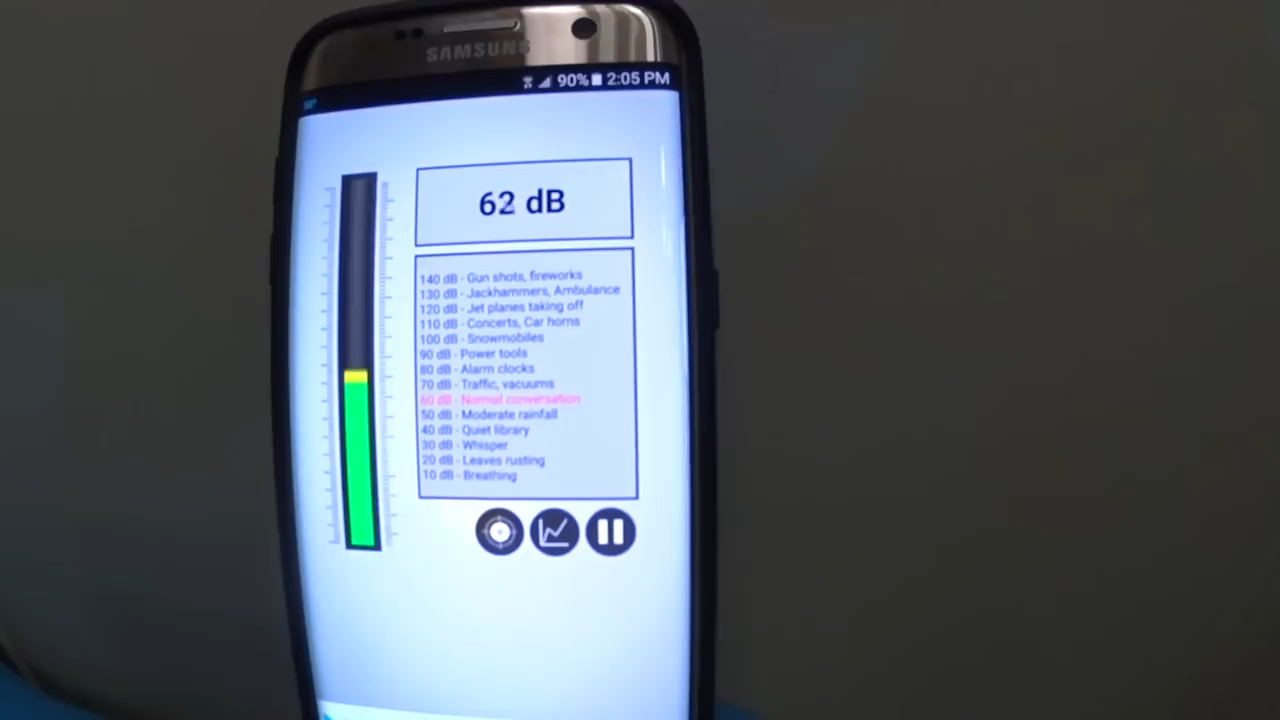 SAMSUNG
90% 2:05 PM
62 dB
140 dB - Gun shots, fireworks
130 dB - Jackhammers, Ambulance
120 dB - Jet planes taking off
110 dB - Concerts, Car horns
100 dB - Snowmobiles
90 dB - Power tools
80 dB - Alarm clocks
70 dB - Traffic, vacuums
60 dB - Normal conversation
50 dB - Moderate rainfall
40 dB - Quiet library
30 dB - Whisper
20 dB - Leaves rusting
10 dB - Breathing